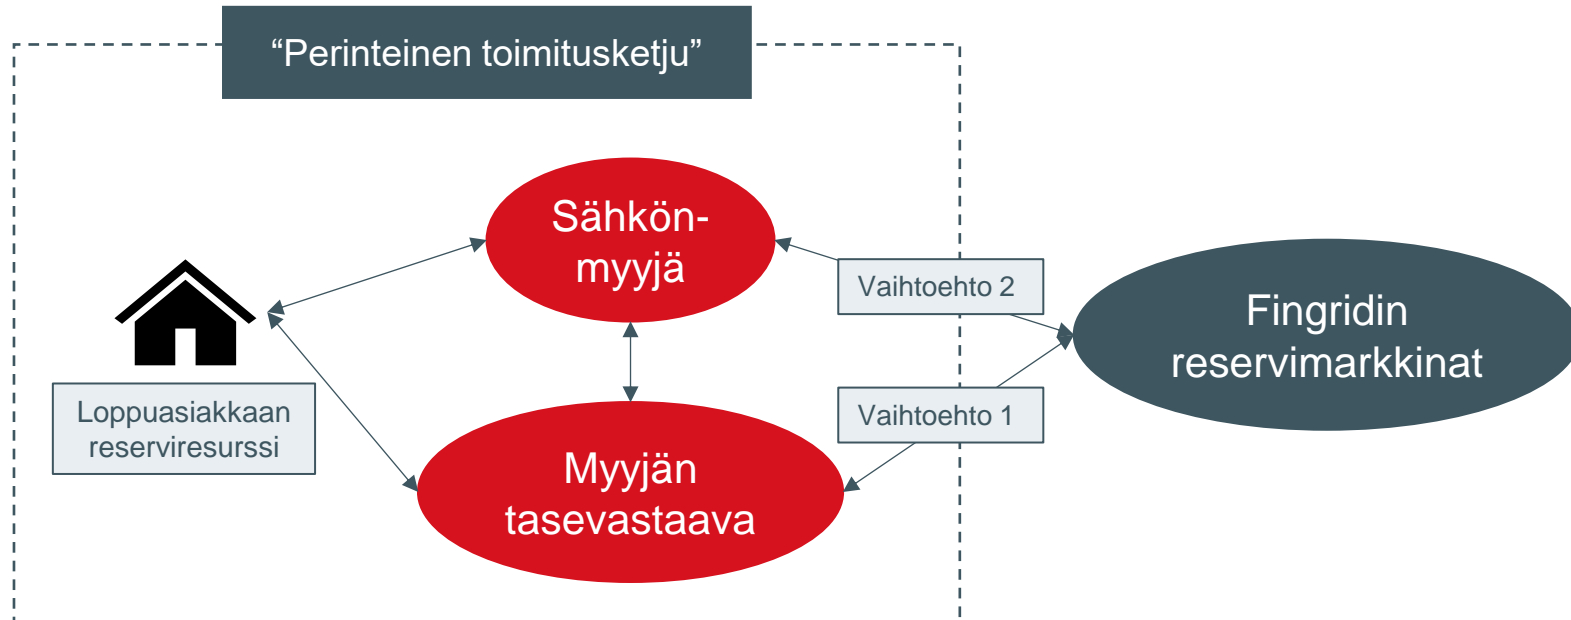 “Perinteinen toimitusketju”
Sähkön-
myyjä
Vaihtoehto 2
Fingridin
reservimarkkinat
Loppuasiakkaan
reserviresurssi
Vaihtoehto 1
Myyjän
tasevastaava